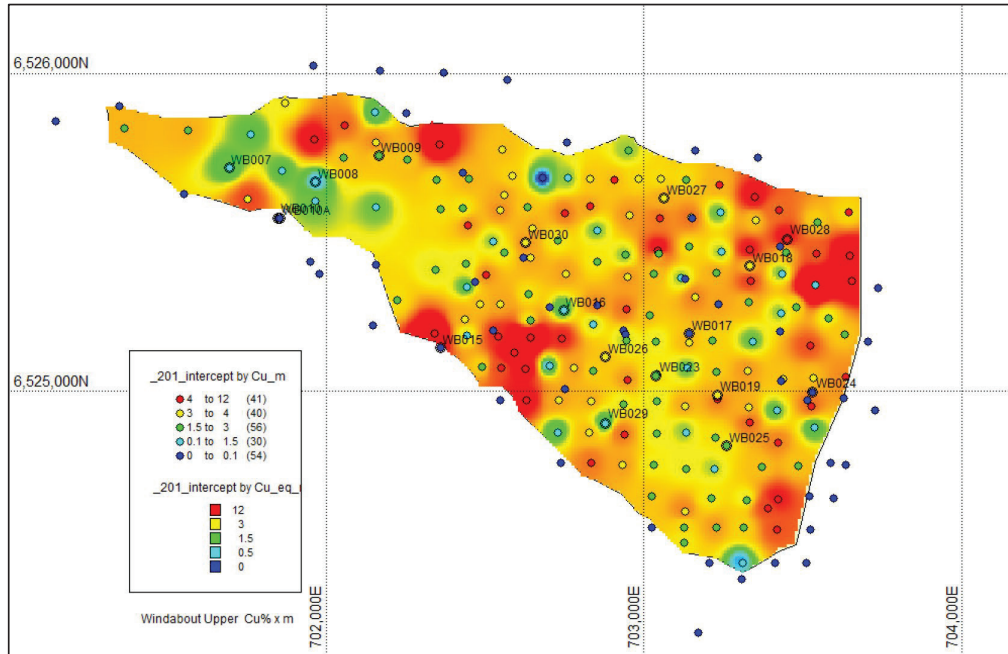 6,526,000N
WB009
WB007
WB008
WB010A
WB027
WB030
WB028
WB018
WB016
WB017
WB015
WB026
6,525,000N
WB023
WB019
WB024
WB029
WB025
_201_intercept by Cu_m
4 to 12 (41)
3 to 4 (40)
1.5 to 3 (56)
0.1 to 1.5 (30)
0 to 0.1 (54)
_201_intercept by Cu_eq_
12
3
1.5
0.5
0
Windabout Upper Cu% x m
702,000E
703,000E
704,000E